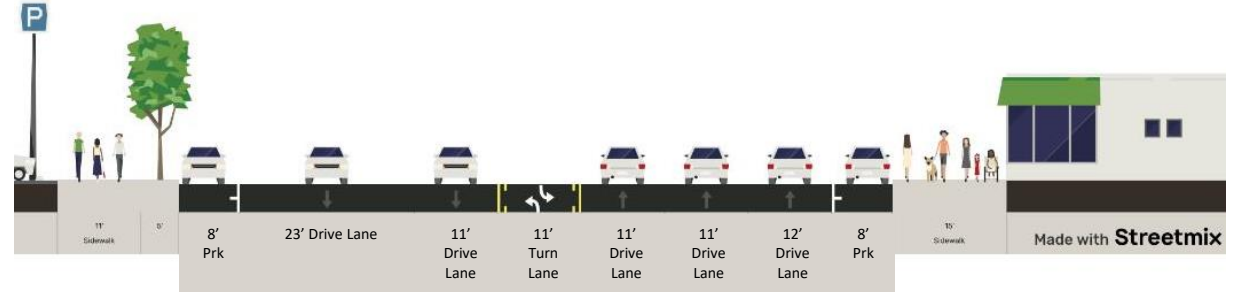 P
11'
Sidewalk
5'
8'
Prk
23' Drive Lane
11'
Drive
Lane
11'
Turn
Lane
11'
Drive
Lane
11'
Drive
Lane
12'
Drive
Lane
8'
Prk
15'
Sidewalk
Made with Streetmix